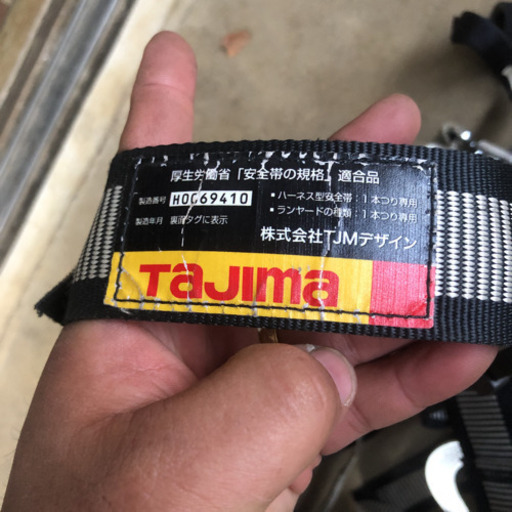 厚生労働省「安全帯の規格」適合品
製造番号 H0C69410
製造年月 裏面タグに表示
・ハーネス型安全帯：1本つり専用
・ランヤードの種類：1本つり専用
株式会社TJMデザイン
TaJIma